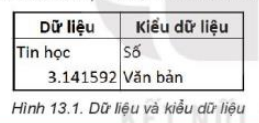 Dữ liệu Kiểu dữ liệu
Tin học Số
3.141592 Văn bản
Hình 13.1. Dữ liệu và kiểu dữ liệu